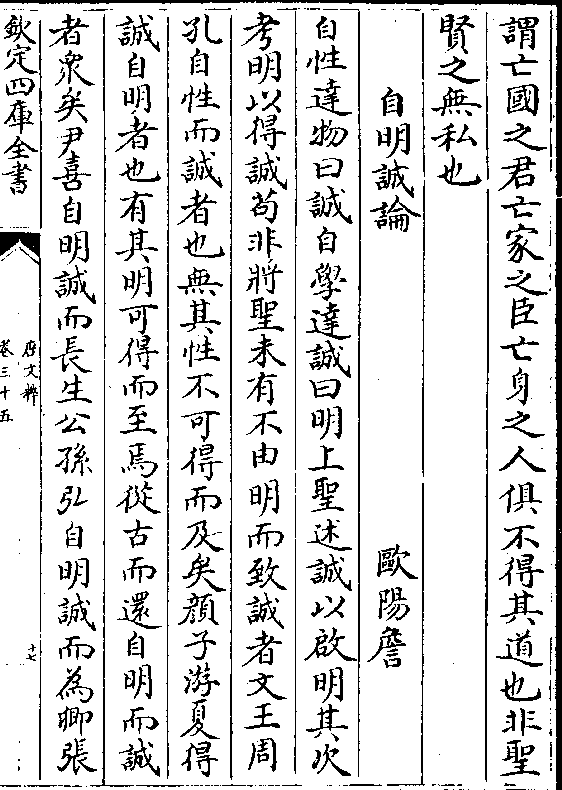 謂亡國之君亡家之臣亡身之人俱不得其道也非聖
賢之無私也
自明誠論 歐陽詹
自性達物曰誠自學達誠曰明上聖述誠以啟明其次
考明以得誠苟非將聖未有不由明而致誠者文王周
孔自性而誠者也無其性不可得而及矣顔子游夏得
誠自明者也有其明可得而至焉從古而還自明而誠
者衆矣尹喜自明誠而長生公孫弘自明誠而為卿張
欽定四庫全書
唐文粹
卷三十五
十七